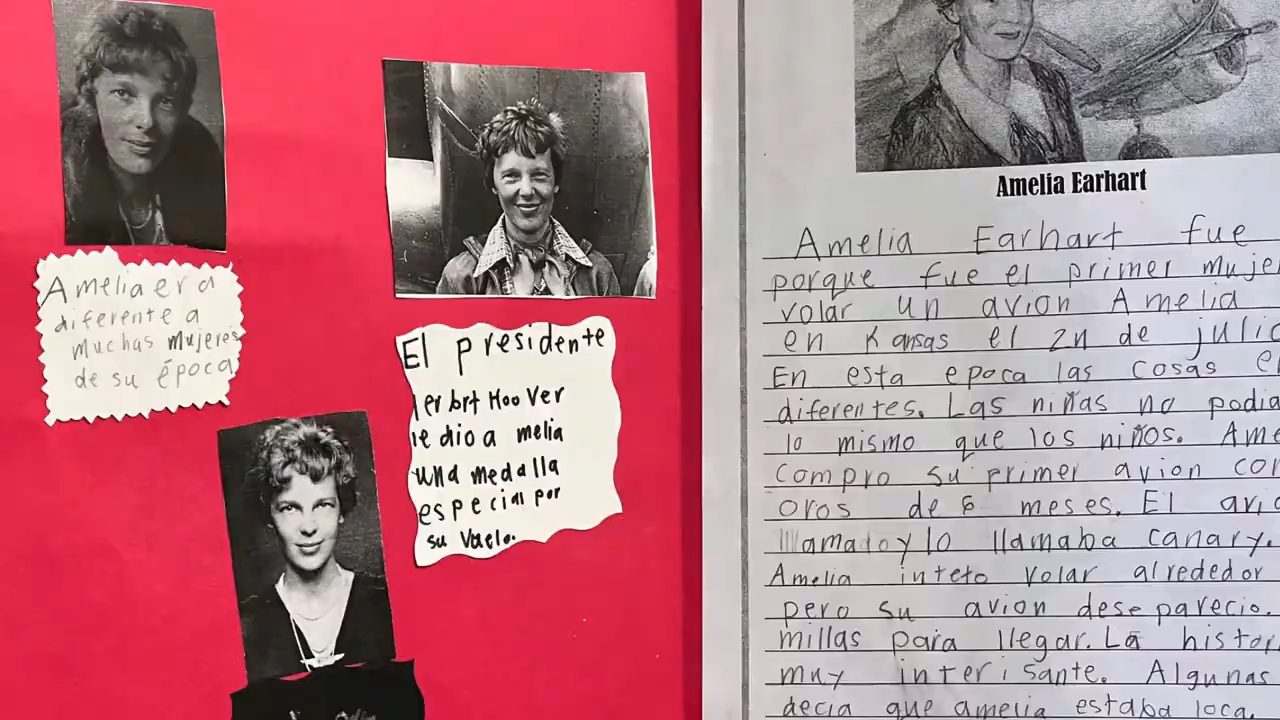 Amelia era
diferente a
muchas mujeres
de su época
El presidente
lerbrt Hoover
le dio a melia
una medalla
especial por
su vuelo.
Amelia Earhart
Amelia Earhart fue
porque fue el primer mujer
volar un avion Amelia
en Kansas el 24 de julio
En esta epoca las cosas e
diferentes. Las niñas no podia
lo mismo que los niños. Ame
compro su primer avion con
oros de 6 meses. El avio
llamado y lo llamaba canary.
Amelia inteto volar alrededor
pero su avion deseparecio.
millas para llegar. La histor
muy interisante. Algunas
decia que amelia estaba loca.